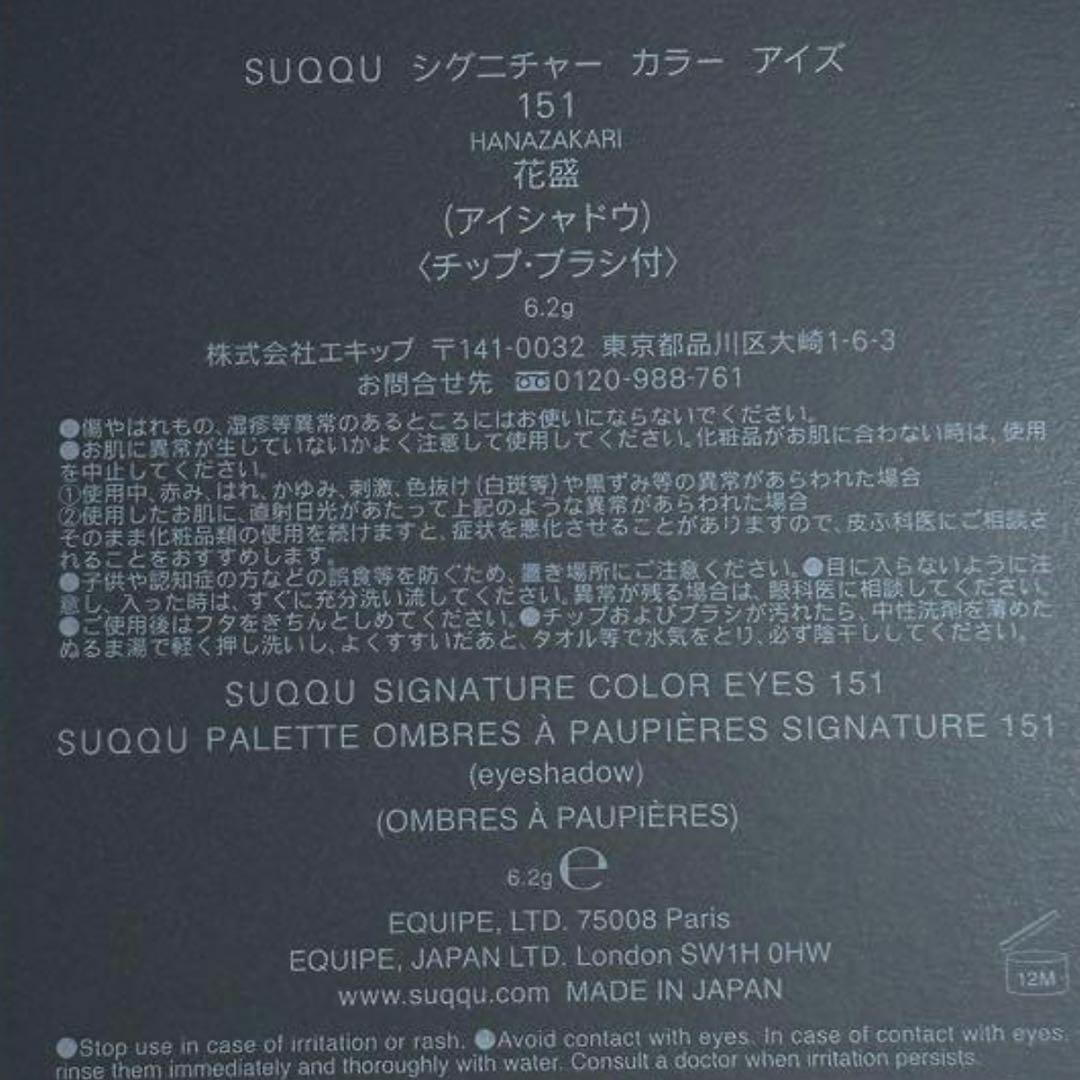 SUQQU シグニチャー カラー アイズ
151
HANAZAKARI
花盛
(アイシャドウ)
〈チップ・ブラシ付〉
6.2g
株式会社エキップ 〒141-0032 東京都品川区大崎1-6-3
お問合せ先 0120-988-761
●傷やはれもの、湿疹等異常のあるところにはお使いにならないでください。
●お肌に異常が生じていないかよく注意して使用してください。化粧品がお肌に合わない時は、使用
を中止してください。
①使用中、赤み、はれ、かゆみ、刺激、色抜け(白斑等)や黒ずみ等の異常があらわれた場合
②使用したお肌に、直射日光があたって上記のような異常があらわれた場合
そのまま化粧品類の使用を続けますと、症状を悪化させることがありますので、皮ふ科医にご相談さ
れることをおすすめします。
●子供や認知症の方などの誤食等を防ぐため、置き場所にご注意ください。●目に入らないように注
意し、入った時は、すぐに充分洗い流してください。異常が残る場合は、眼科医に相談してください。
●ご使用後はフタをきちんとしめてください。●チップおよびブラシが汚れたら、中性洗剤を薄めた
ぬるま湯で軽く押し洗いし、よくすすいだあと、タオル等で水気をとり、必ず陰干ししてください。
SUQQU SIGNATURE COLOR EYES 151
SUQQU PALETTE OMBRES À PAUPIÈRES SIGNATURE 151
(eyeshadow)
(OMBRES À PAUPIÈRES)
6.2g ℮
EQUIPE, LTD. 75008 Paris
EQUIPE, JAPAN LTD. London SW1H 0HW
12M
www.suqqu.com MADE IN JAPAN
●Stop use in case of irritation or rash. ●Avoid contact with eyes. In case of contact with eyes,
rinse them immediately and thoroughly with water. Consult a doctor when irritation persists.